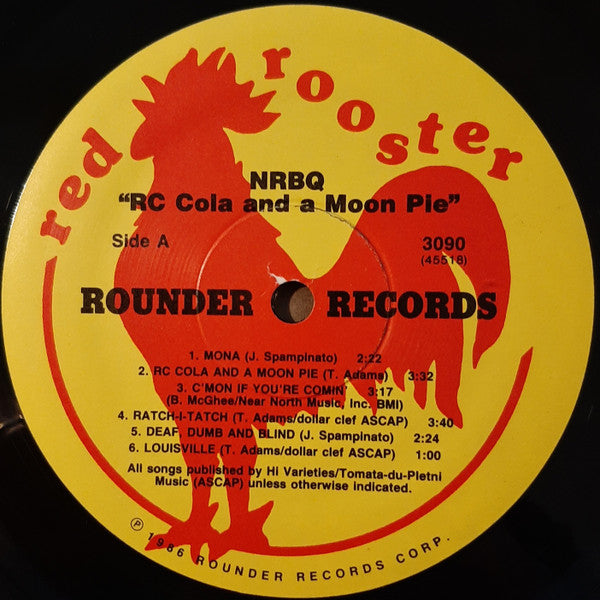 red rooster
NRBQ
"RC Cola and a Moon Pie"
Side A
3090
(45518)
ROUNDER RECORDS
1. MONA (J. Spampinato) 2:22
2. RC COLA AND A MOON PIE (T. Adams) 3:32
3. C'MON IF YOU'RE COMIN' 3:17
(B. McGhee/Near North Music, Inc. BMI)
4. RATCH-I-TATCH (T. Adams/dollar clef ASCAP) 3:40
5. DEAF, DUMB AND BLIND (J. Spampinato) 2:24
6. LOUISVILLE (T. Adams/dollar clef ASCAP) 1:00
All songs published by Hi Varieties/Tomata-du-Pletni
Music (ASCAP) unless otherwise indicated.
℗ 1986 ROUNDER RECORDS CORP.